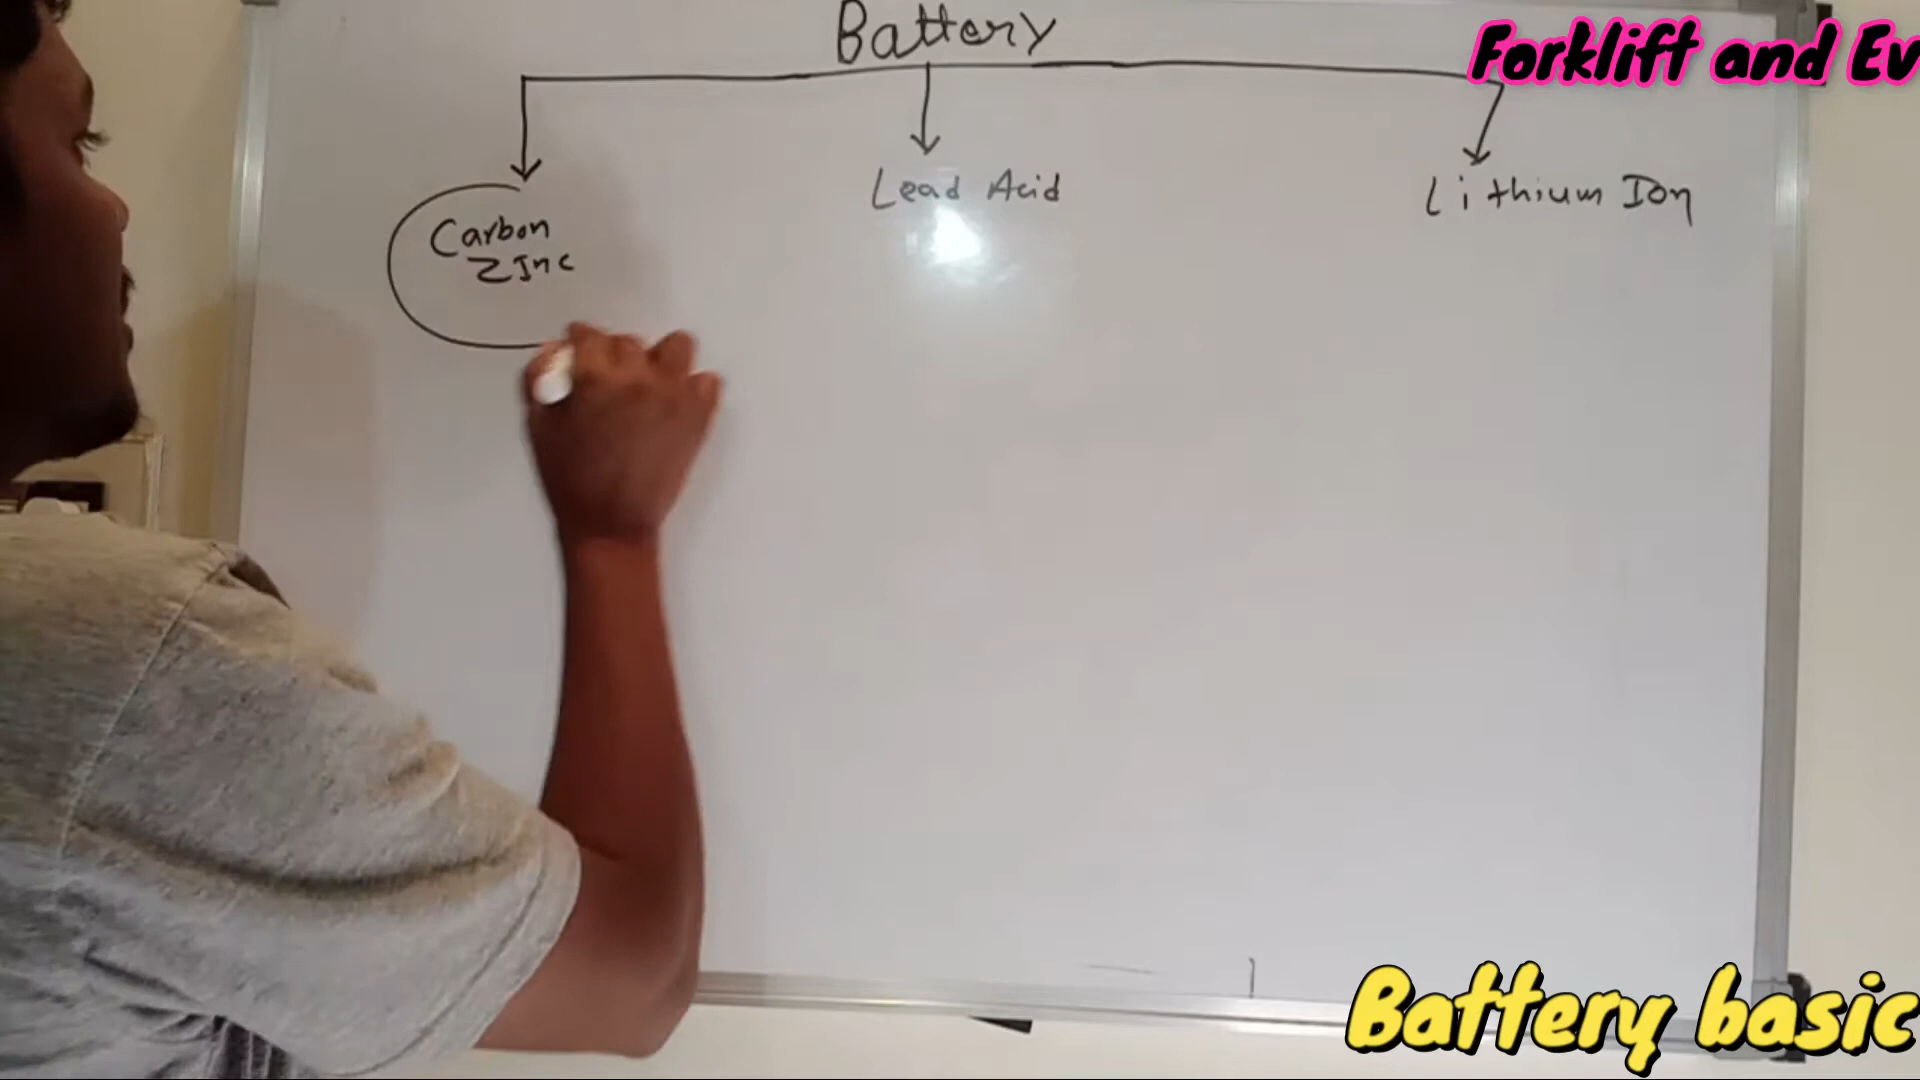 Battery
Forklift and Ev
Lead Acid
Lithium Ion
Carbon
Zinc
Battery basic